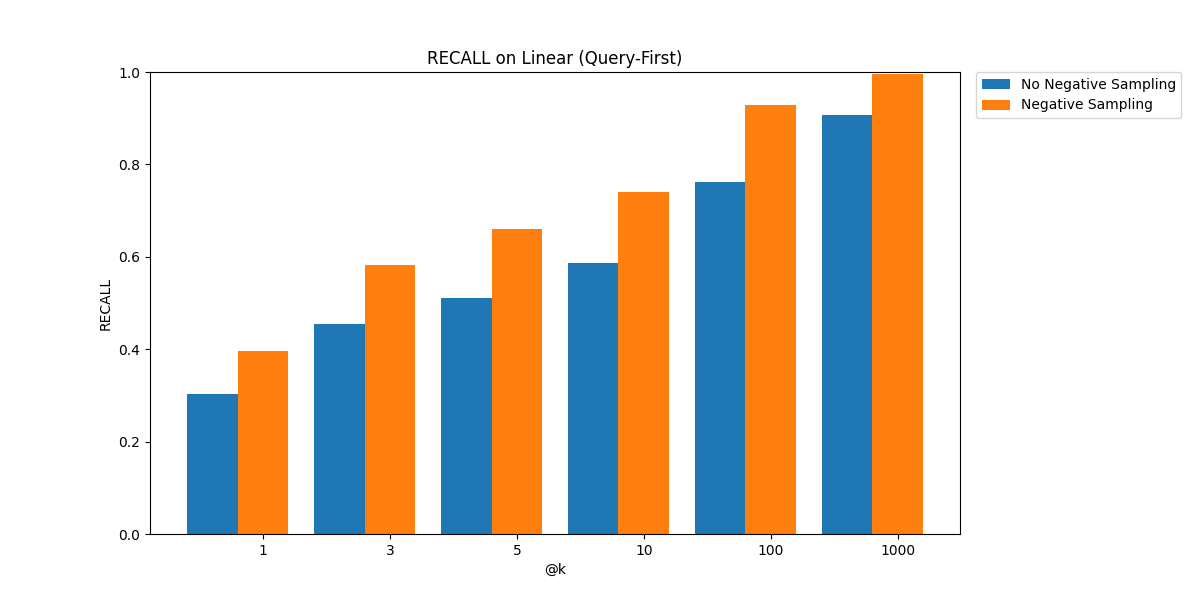 RECALL on Linear (Query-First)
1.0
0.8
0.6
0.4
0.2
0.0
RECALL
1 3 5 10 100 1000
@k
No Negative Sampling
Negative Sampling